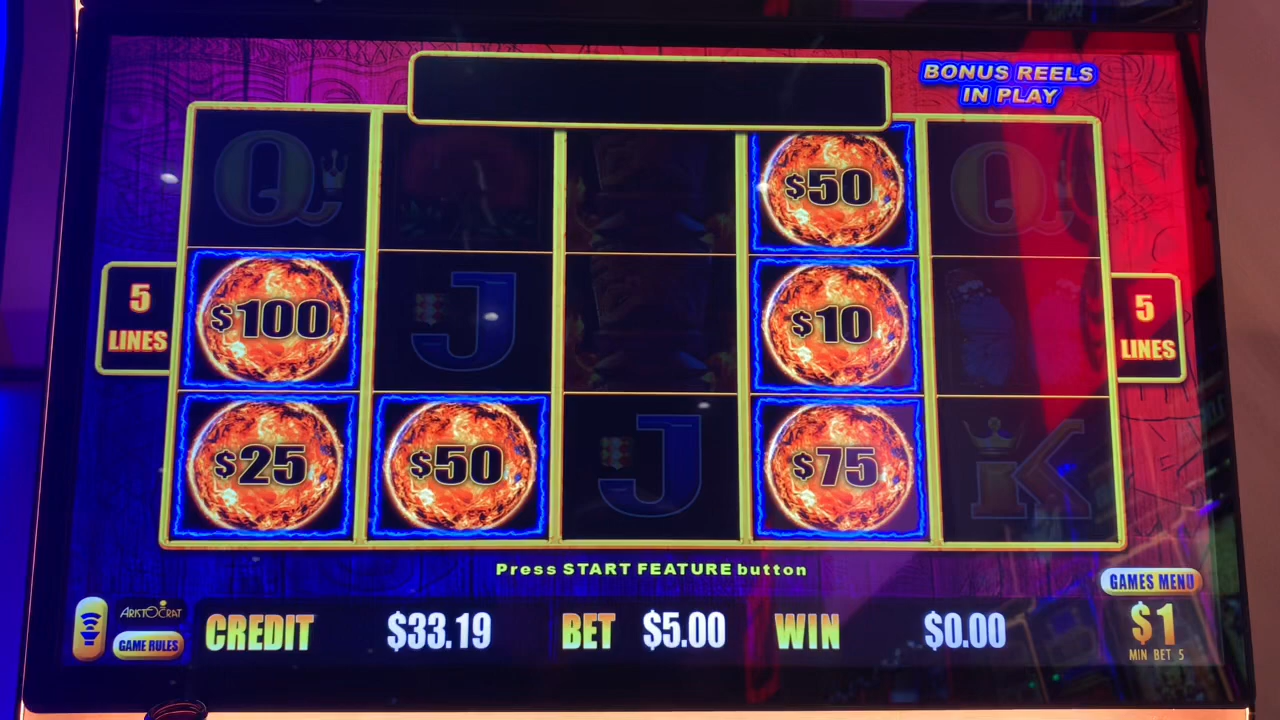 BONUS REELS
IN PLAY
Q
$50
Q
5
LINES
$100
J
$10
5
LINES
$25
$50
J
$75
K
Press START FEATURE button
GAMES MENU
ARISTOCRAT
GAME RULES
CREDIT $33.19 BET $5.00 WIN $0.00
$1
MIN BET 5